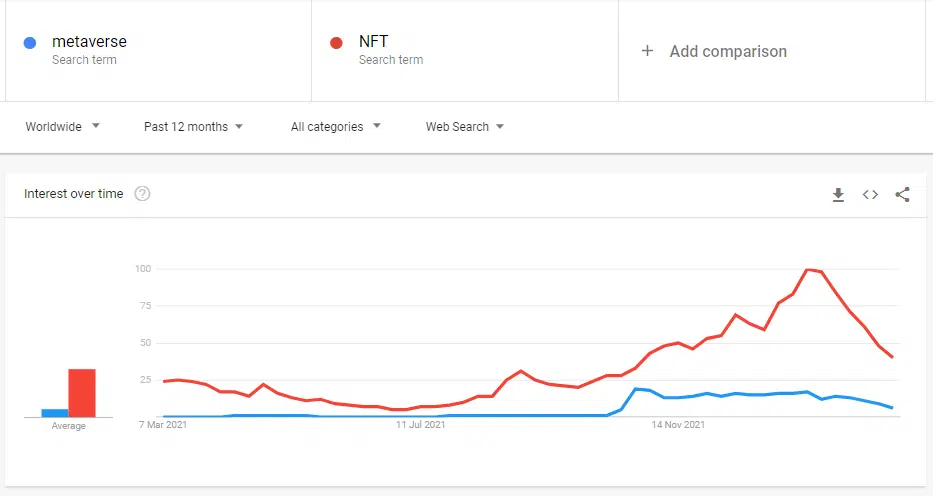 metaverse
Search term
NFT
Search term
+ Add comparison
Worldwide
Past 12 months
All categories
Web Search
Interest over time ?
100
75
50
25
Average
7 Mar 2021
11 Jul 2021
14 Nov 2021